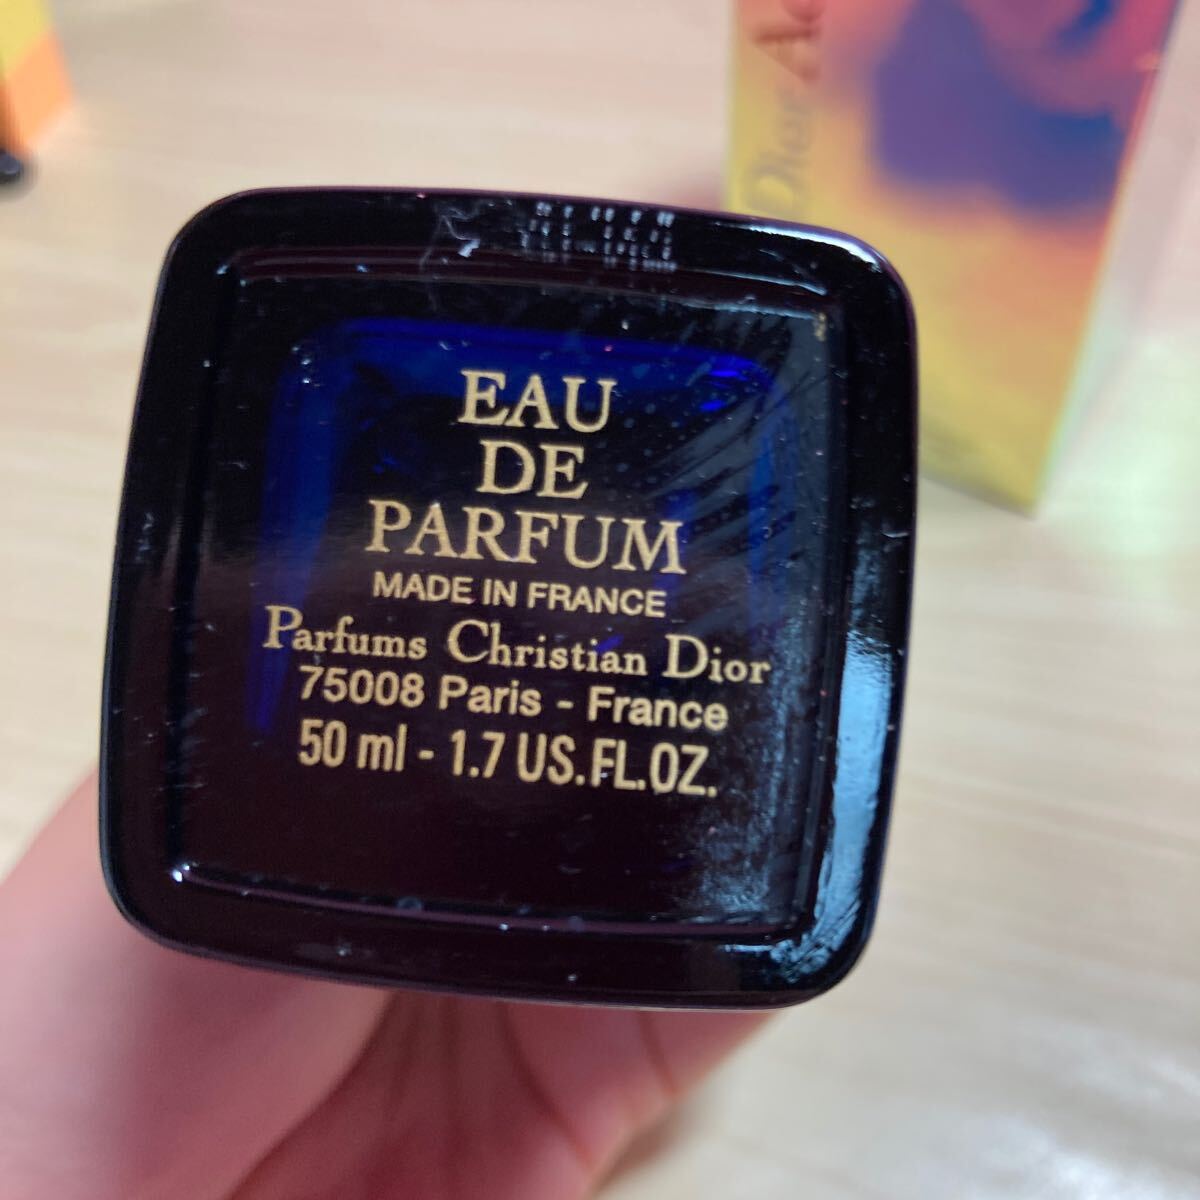 EAU
DE
PARFUM
MADE IN FRANCE
Parfums Christian Dior
75008 Paris - France
50 ml - 1.7 US.FL.OZ.
Dior